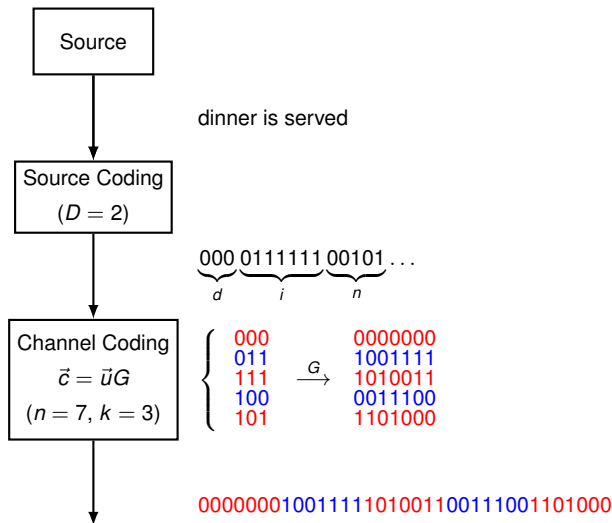 Source
dinner is served
Source Coding
(D = 2)
000 0111111 00101 . . .
d i n
Channel Coding
c⃗ = u⃗G
(n = 7, k = 3)
000 0000000
011 1001111
111 G⟶ 1010011
100 0011100
101 1101000
00000001001111101001100111001101000